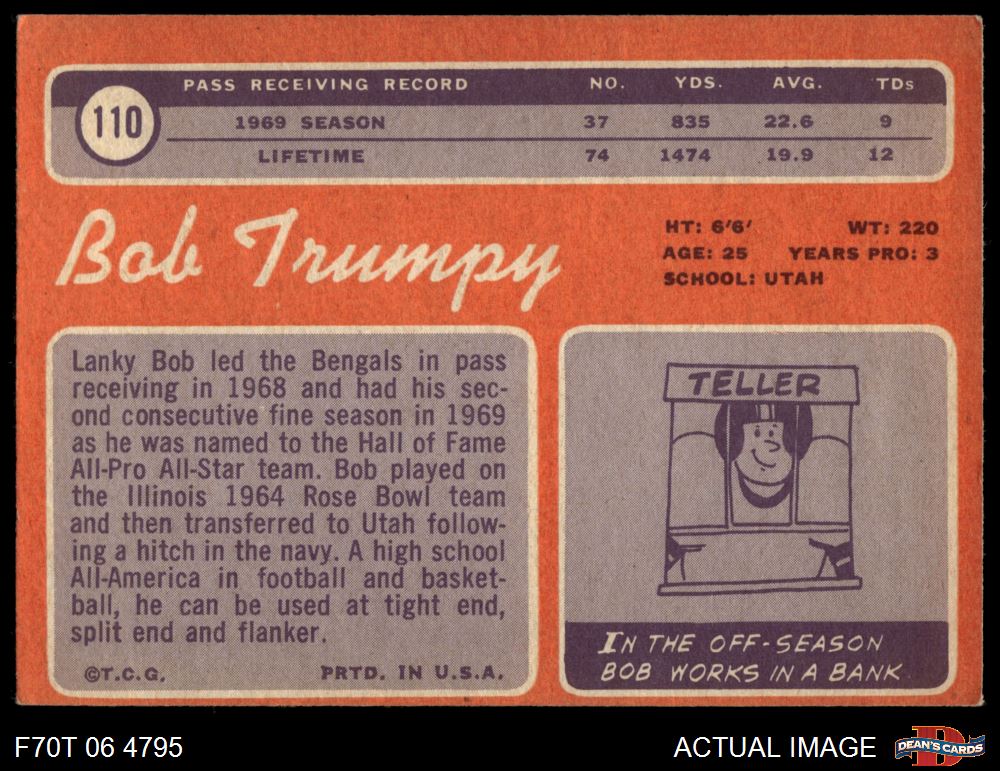 110
PASS RECEIVING RECORD NO. YDS. AVG. TDs
1969 SEASON 37 835 22.6 9
LIFETIME 74 1474 19.9 12
Bob Trumpy
HT: 6'6' WT: 220
AGE: 25 YEARS PRO: 3
SCHOOL: UTAH
Lanky Bob led the Bengals in pass
receiving in 1968 and had his sec-
ond consecutive fine season in 1969
as he was named to the Hall of Fame
All-Pro All-Star team. Bob played on
the Illinois 1964 Rose Bowl team
and then transferred to Utah follow-
ing a hitch in the navy. A high school
All-America in football and basket-
ball, he can be used at tight end,
split end and flanker.
©T.C.G. PRTD. IN U.S.A.
TELLER
IN THE OFF-SEASON
BOB WORKS IN A BANK
F70T 06 4795
ACTUAL IMAGE
D
DEAN'S CARDS